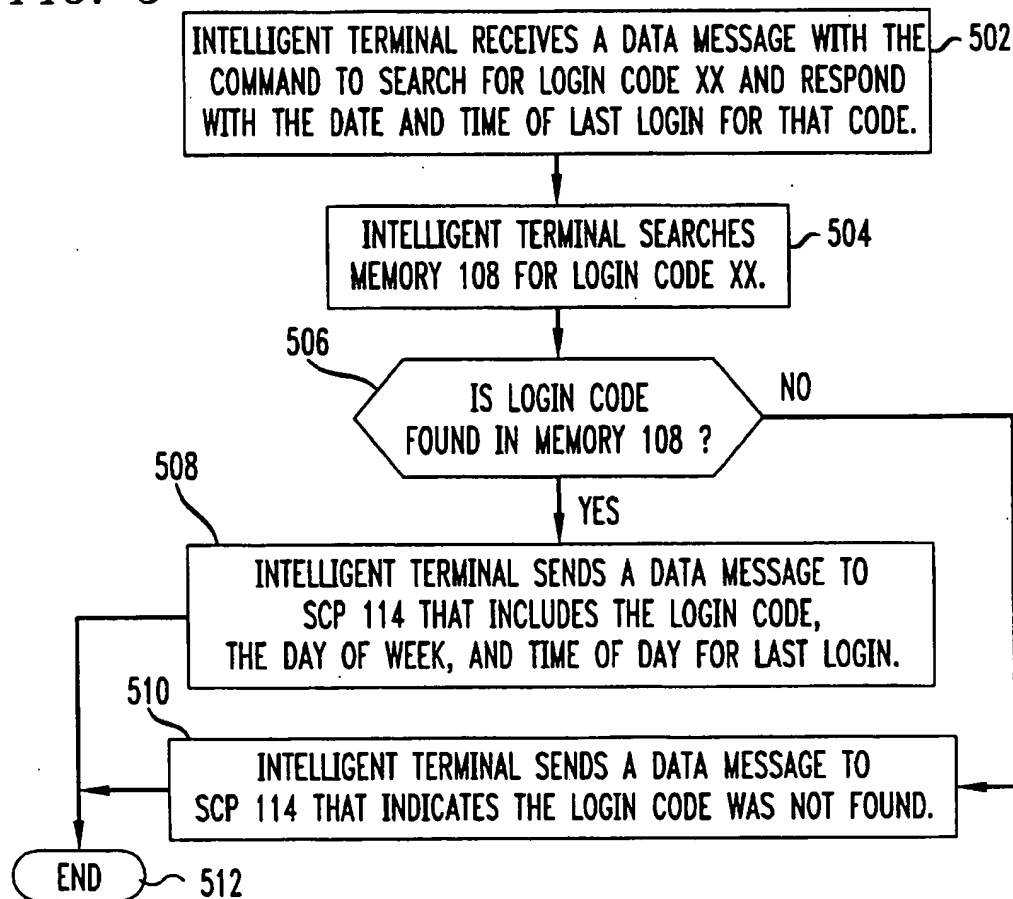 INTELLIGENT TERMINAL RECEIVES A DATA MESSAGE WITH THE
COMMAND TO SEARCH FOR LOGIN CODE XX AND RESPOND
WITH THE DATE AND TIME OF LAST LOGIN FOR THAT CODE.
502
INTELLIGENT TERMINAL SEARCHES
MEMORY 108 FOR LOGIN CODE XX.
504
506
IS LOGIN CODE
FOUND IN MEMORY 108 ?
NO
YES
508
INTELLIGENT TERMINAL SENDS A DATA MESSAGE TO
SCP 114 THAT INCLUDES THE LOGIN CODE,
THE DAY OF WEEK, AND TIME OF DAY FOR LAST LOGIN.
510
INTELLIGENT TERMINAL SENDS A DATA MESSAGE TO
SCP 114 THAT INDICATES THE LOGIN CODE WAS NOT FOUND.
END
512